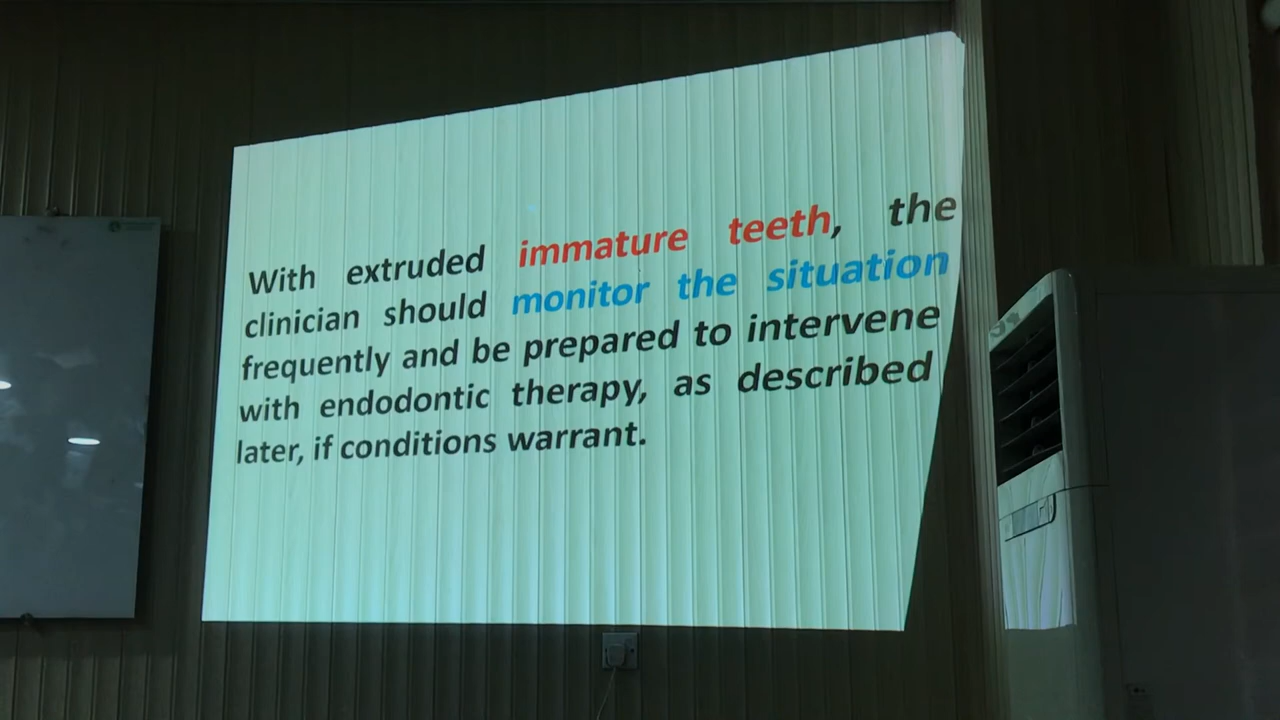 With extruded immature teeth, the
clinician should monitor the situation
frequently and be prepared to intervene
with endodontic therapy, as described
later, if conditions warrant.